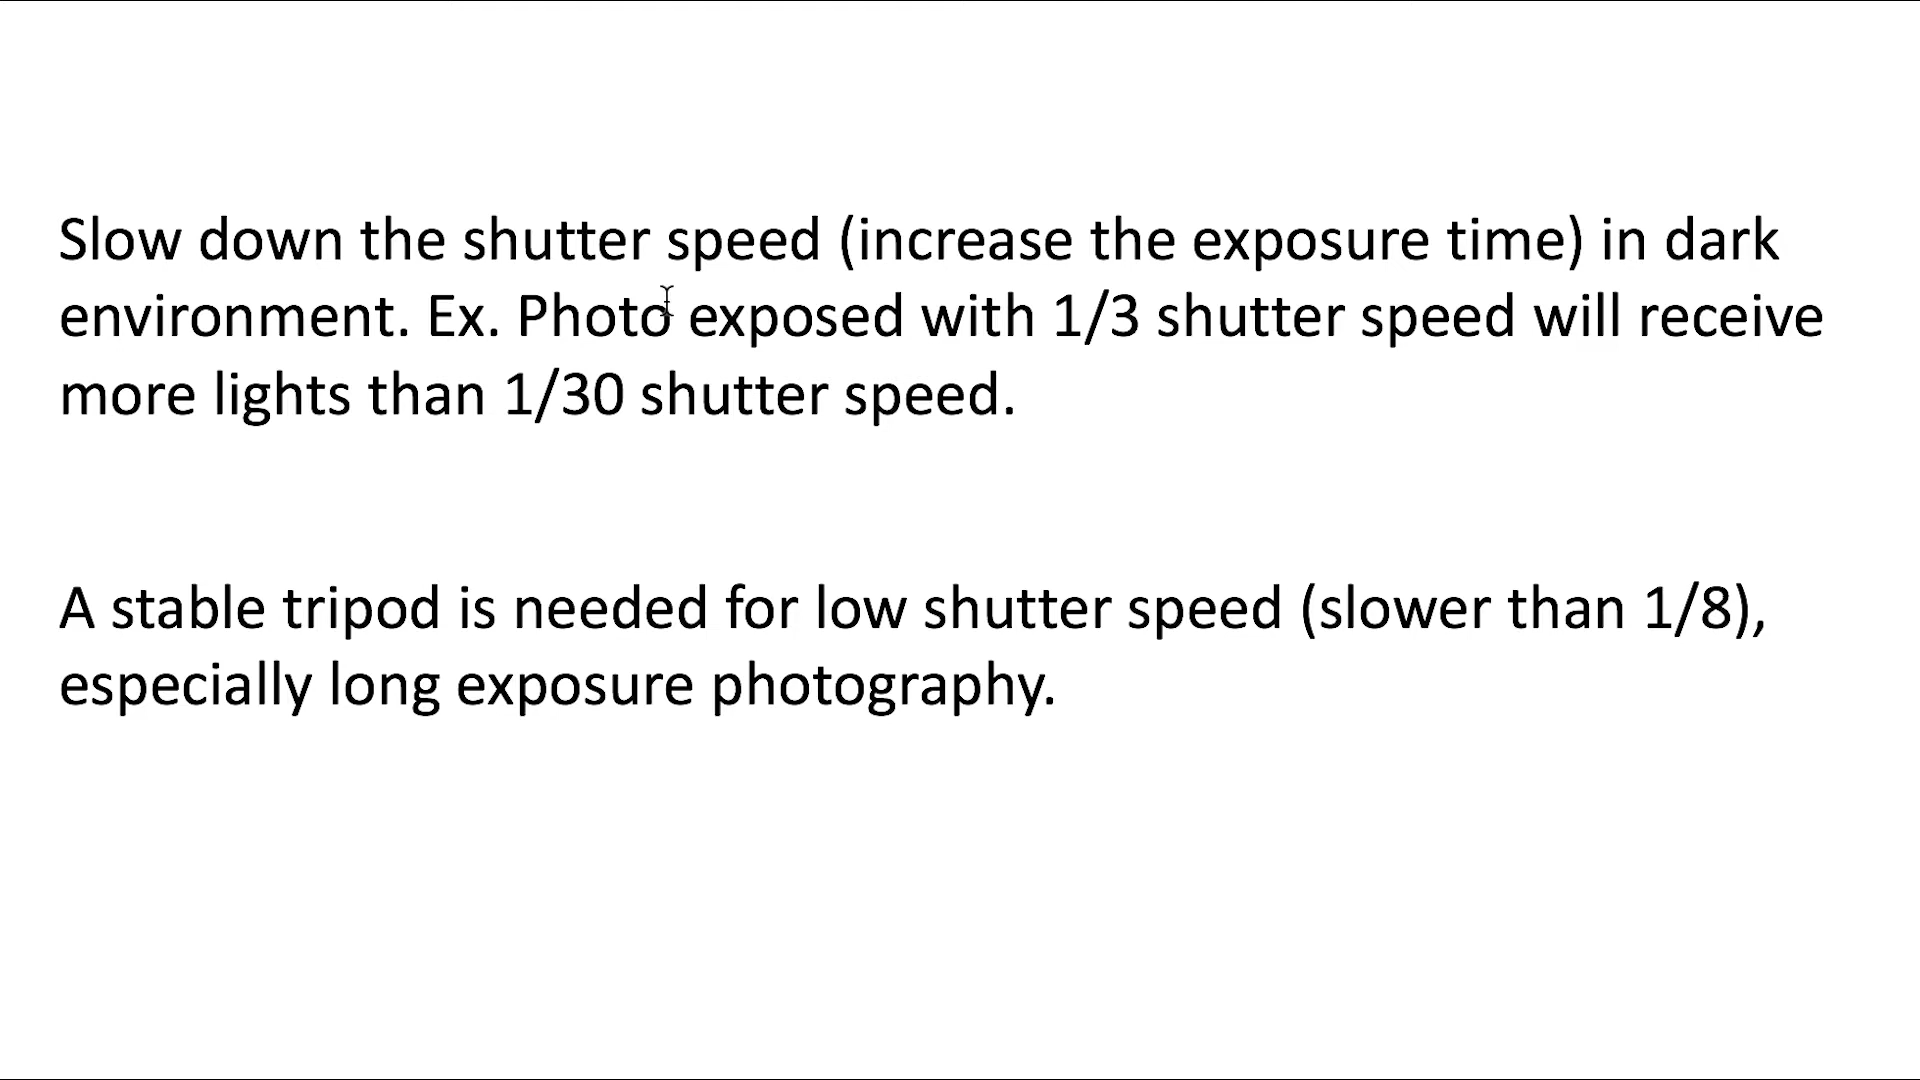 Slow down the shutter speed (increase the exposure time) in dark
environment. Ex. Photo exposed with 1/3 shutter speed will receive
more lights than 1/30 shutter speed.
A stable tripod is needed for low shutter speed (slower than 1/8),
especially long exposure photography.